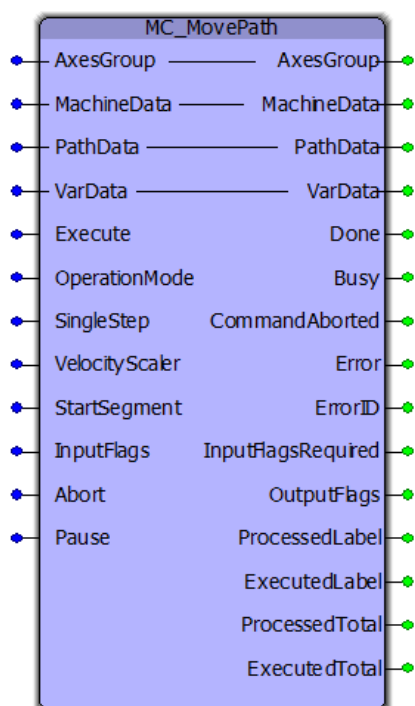 MC_MovePath
AxesGroup AxesGroup
MachineData MachineData
PathData PathData
VarData VarData
Execute Done
OperationMode Busy
SingleStep CommandAborted
VelocityScaler Error
StartSegment ErrorID
InputFlags InputFlagsRequired
Abort OutputFlags
Pause ProcessedLabel
ExecutedLabel
ProcessedTotal
ExecutedTotal